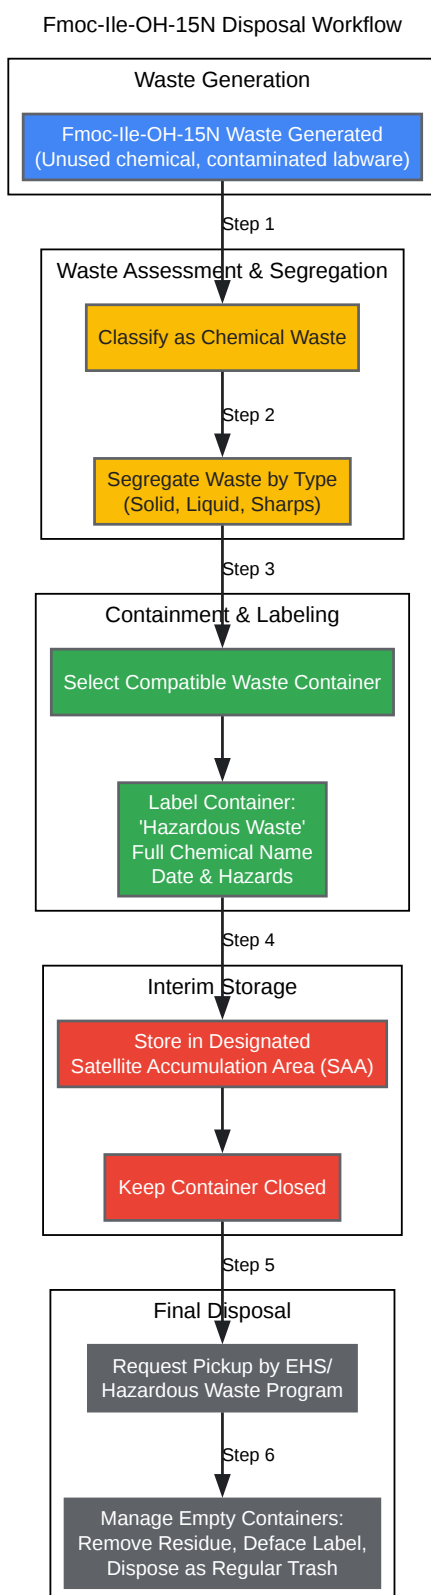 Fmoc-Ile-OH-15N Disposal Workflow
Waste Generation
Fmoc-Ile-OH-15N Waste Generated
(Unused chemical, contaminated labware)
Step 1
Waste Assessment & Segregation
Classify as Chemical Waste
Step 2
Segregate Waste by Type
(Solid, Liquid, Sharps)
Step 3
Containment & Labeling
Select Compatible Waste Container
Label Container:
'Hazardous Waste'
Full Chemical Name
Date & Hazards
Step 4
Interim Storage
Store in Designated
Satellite Accumulation Area (SAA)
Keep Container Closed
Step 5
Final Disposal
Request Pickup by EHS/
Hazardous Waste Program
Step 6
Manage Empty Containers:
Remove Residue, Deface Label,
Dispose as Regular Trash